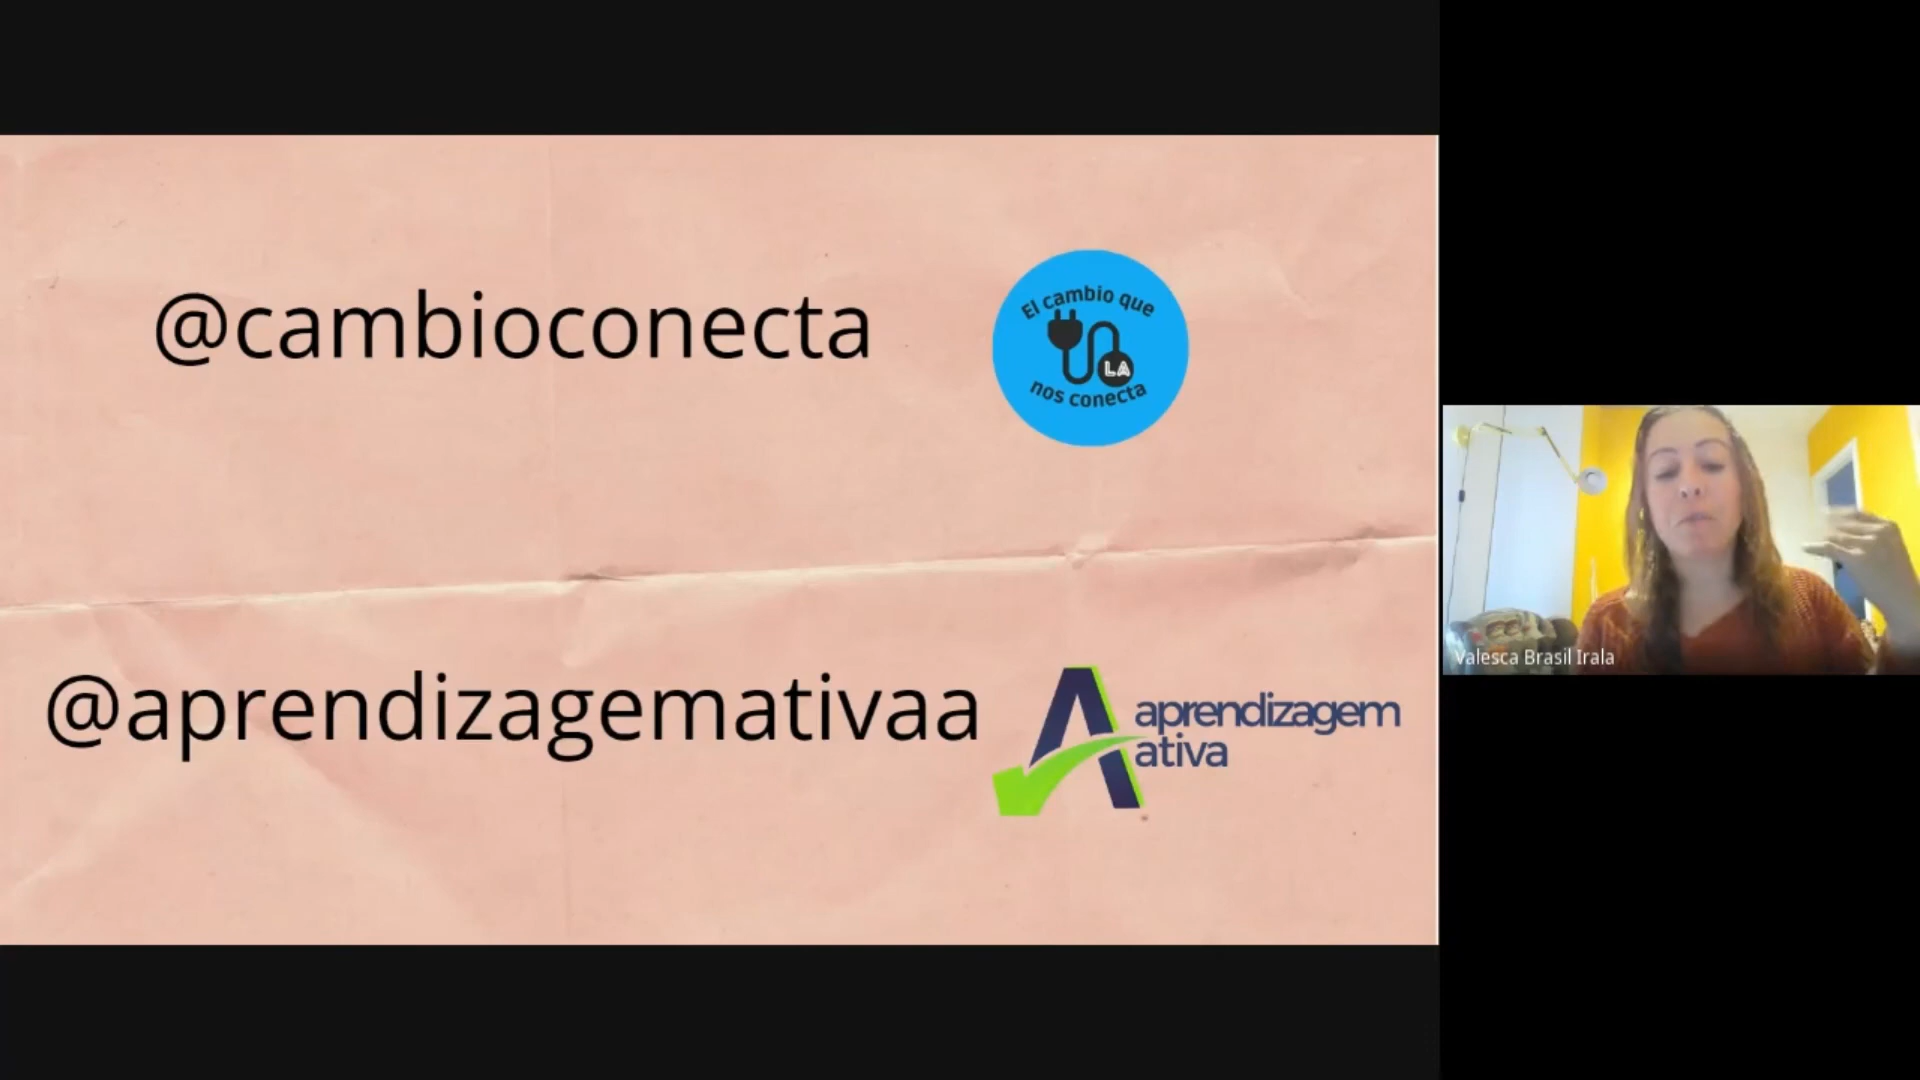 @cambioconecta
El cambio que
LA
nos conecta
@aprendizagemativaa
aprendizagem
ativa
Valesca Brasil Irala